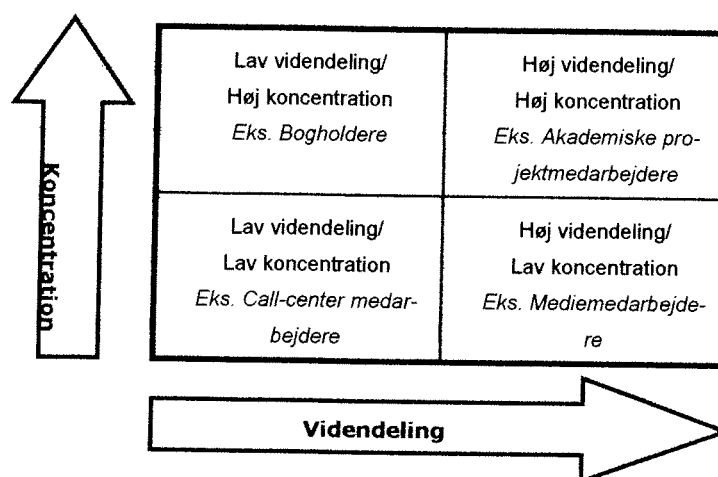 Lav videndeling/
Høj koncentration
Eks. Bogholdere
Høj videndeling/
Høj koncentration
Eks. Akademiske pro-
jektmedarbejdere
Koncentration
Lav videndeling/
Lav koncentration
Eks. Call-center medar-
bejdere
Høj videndeling/
Lav koncentration
Eks. Mediemedarbejde-
re
Videndeling